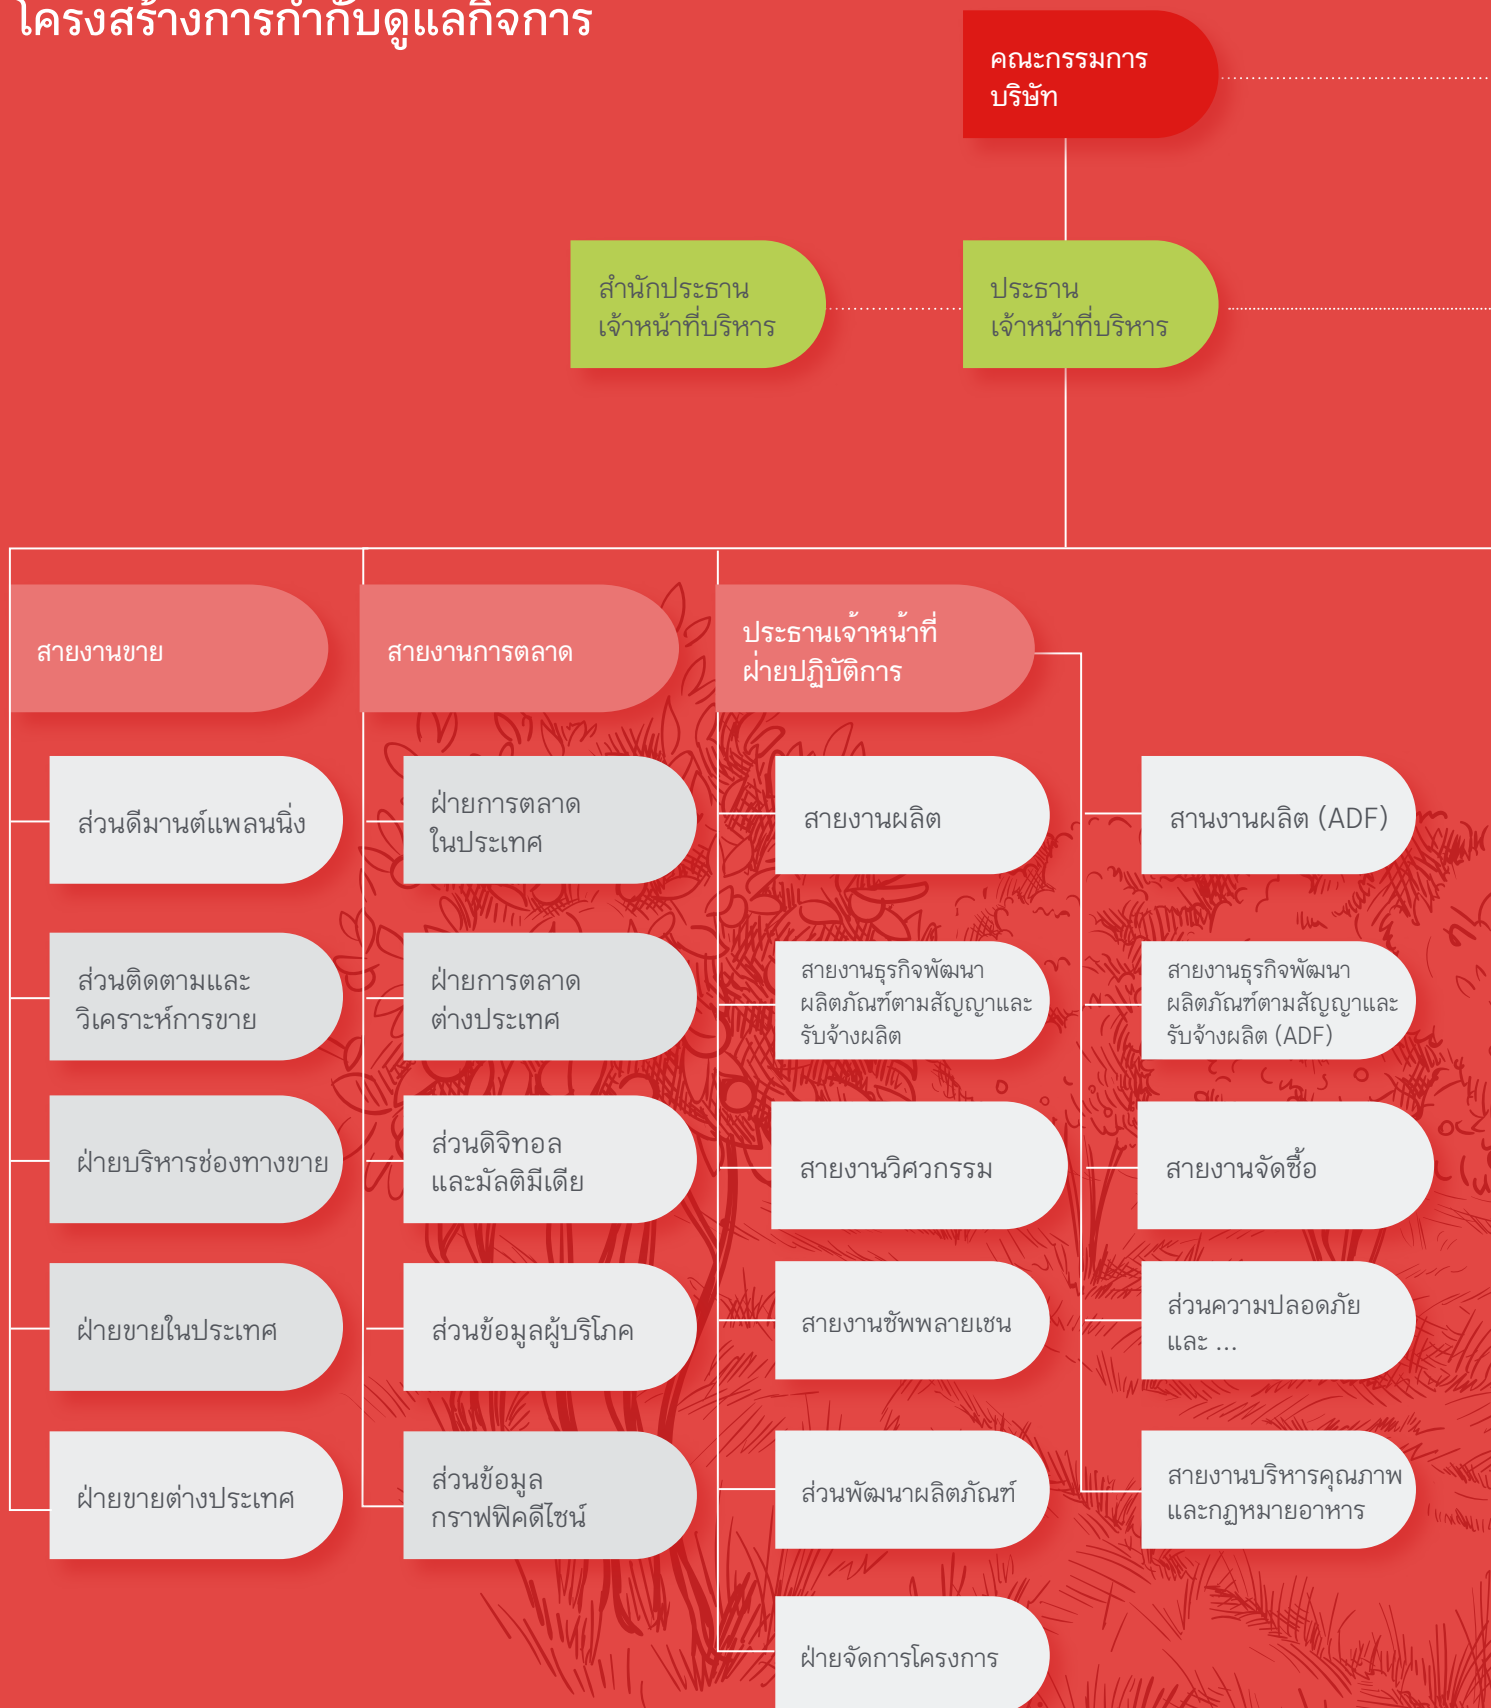 โครงสร้างการกำกับดูแลกิจการ
คณะกรรมการ
บริษัท
สำนักประธาน
เจ้าหน้าที่บริหาร
ประธาน
เจ้าหน้าที่บริหาร
สายงานขาย
ส่วนดีมานต์แพลนนิ่ง
ส่วนติดตามและ
วิเคราะห์การขาย
ฝ่ายบริหารช่องทางขาย
ฝ่ายขายในประเทศ
ฝ่ายขายต่างประเทศ
สายงานการตลาด
ฝ่ายการตลาด
ในประเทศ
ฝ่ายการตลาด
ต่างประเทศ
ส่วนดิจิทอล
และมัลติมีเดีย
ส่วนข้อมูลผู้บริโภค
ส่วนข้อมูล
กราฟฟิคดีไซน์
ประธานเจ้าหน้าที่
ฝ่ายปฏิบัติการ
สายงานผลิต
สายงานธุรกิจพัฒนา
ผลิตภัณฑ์ตามสัญญาและ
รับจ้างผลิต
สายงานวิศวกรรม
สายงานซัพพลายเชน
ส่วนพัฒนาผลิตภัณฑ์
ฝ่ายจัดการโครงการ
สานงานผลิต (ADF)
สายงานธุรกิจพัฒนา
ผลิตภัณฑ์ตามสัญญาและ
รับจ้างผลิต (ADF)
สายงานจัดซื้อ
ส่วนความปลอดภัย
และ ...
สายงานบริหารคุณภาพ
และกฎหมายอาหาร